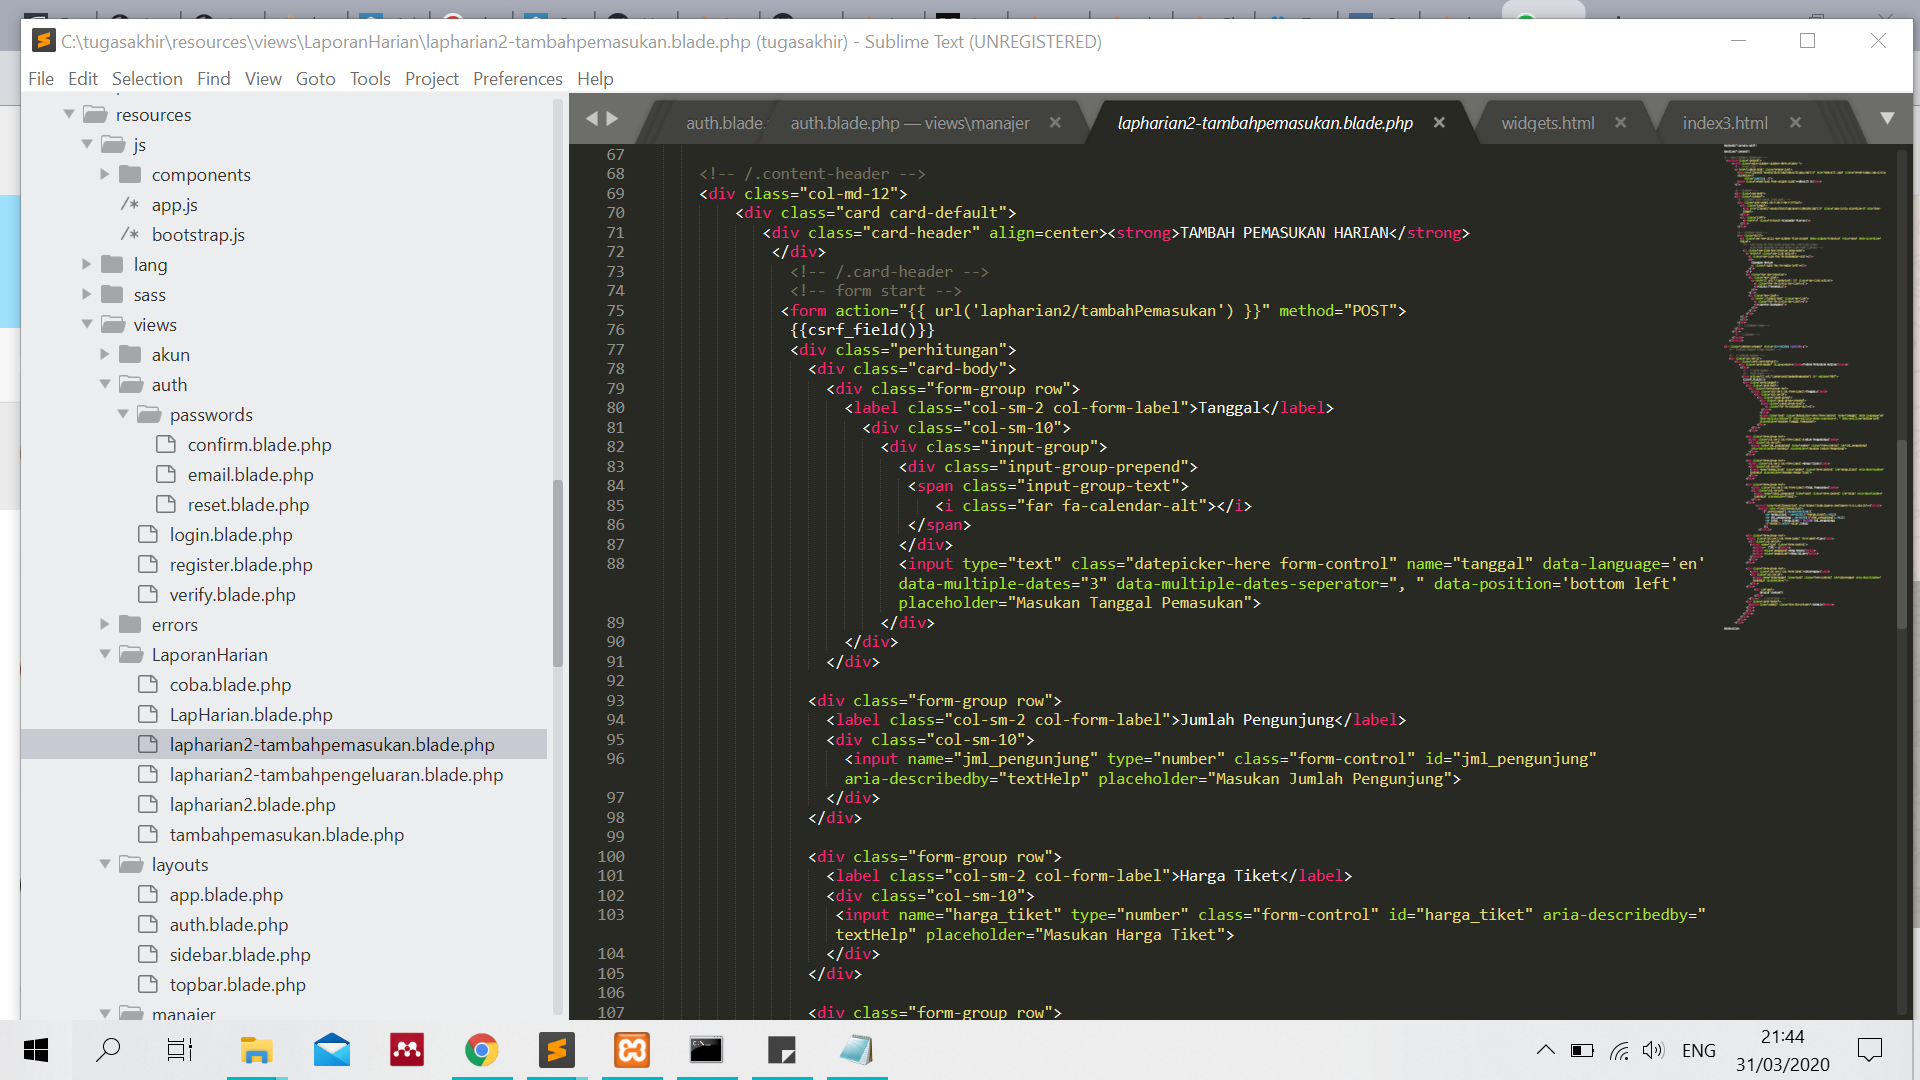 C:\tugasakhir\resources\views\LaporanHarian\lapharian2-tambahpemasukan.blade.php (tugasakhir) - Sublime Text (UNREGISTERED)
File Edit Selection Find View Goto Tools Project Preferences Help
resources
js
components
/* app.js
/* bootstrap.js
lang
sass
views
akun
auth
passwords
confirm.blade.php
email.blade.php
reset.blade.php
login.blade.php
register.blade.php
verify.blade.php
errors
LaporanHarian
coba.blade.php
LapHarian.blade.php
lapharian2-tambahpemasukan.blade.php
lapharian2-tambahpengeluaran.blade.php
lapharian2.blade.php
tambahpemasukan.blade.php
layouts
app.blade.php
auth.blade.php
sidebar.blade.php
topbar.blade.php
manajer
auth.blade. auth.blade.php — views\manajer lapharian2-tambahpemasukan.blade.php widgets.html index3.html
67
68 <!-- /.content-header -->
69 <div class="col-md-12">
70 <div class="card card-default">
71 <div class="card-header" align=center><strong>TAMBAH PEMASUKAN HARIAN</strong>
72 </div>
73 <!-- /.card-header -->
74 <!-- form start -->
75 <form action="{{ url('lapharian2/tambahPemasukan') }}" method="POST">
76 {{csrf_field()}}
77 <div class="perhitungan">
78 <div class="card-body">
79 <div class="form-group row">
80 <label class="col-sm-2 col-form-label">Tanggal</label>
81 <div class="col-sm-10">
82 <div class="input-group">
83 <div class="input-group-prepend">
84 <span class="input-group-text">
85 <i class="far fa-calendar-alt"></i>
86 </span>
87 </div>
88 <input type="text" class="datepicker-here form-control" name="tanggal" data-language='en'
data-multiple-dates="3" data-multiple-dates-seperator=", " data-position='bottom left'
placeholder="Masukan Tanggal Pemasukan">
89 </div>
90 </div>
91 </div>
92
93 <div class="form-group row">
94 <label class="col-sm-2 col-form-label">Jumlah Pengunjung</label>
95 <div class="col-sm-10">
96 <input name="jml_pengunjung" type="number" class="form-control" id="jml_pengunjung"
aria-describedby="textHelp" placeholder="Masukan Jumlah Pengunjung">
97 </div>
98 </div>
99
100 <div class="form-group row">
101 <label class="col-sm-2 col-form-label">Harga Tiket</label>
102 <div class="col-sm-10">
103 <input name="harga_tiket" type="number" class="form-control" id="harga_tiket" aria-describedby="
textHelp" placeholder="Masukan Harga Tiket">
104 </div>
105 </div>
106
107 <div class="form-group row">
ENG
21:44
31/03/2020